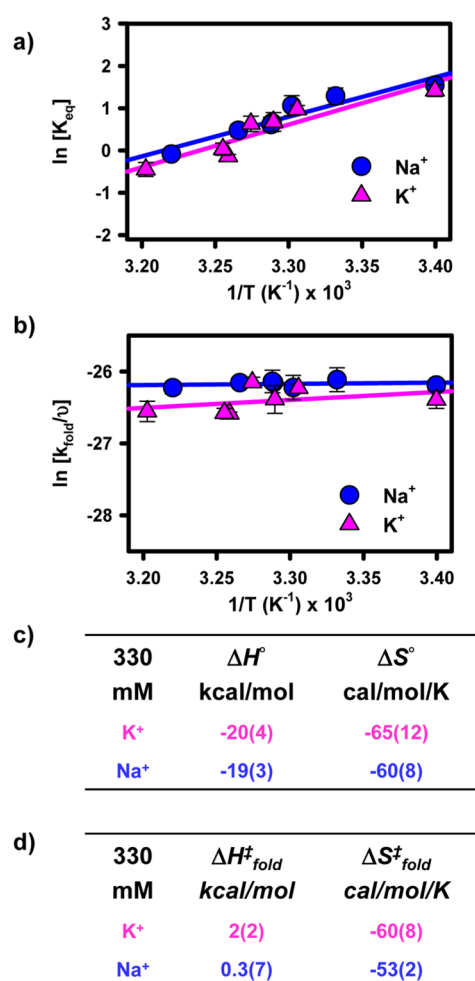 a)
3
2
1
0
-1
-2
ln [K_eq]
Na⁺
K⁺
3.20 3.25 3.30 3.35 3.40
1/T (K⁻¹) x 10³
b)
-26
-27
-28
ln [k_fold/υ]
Na⁺
K⁺
3.20 3.25 3.30 3.35 3.40
1/T (K⁻¹) x 10³
c)
330 ΔH° ΔS°
mM kcal/mol cal/mol/K
K⁺ -20(4) -65(12)
Na⁺ -19(3) -60(8)
d)
330 ΔH‡_fold ΔS‡_fold
mM kcal/mol cal/mol/K
K⁺ 2(2) -60(8)
Na⁺ 0.3(7) -53(2)